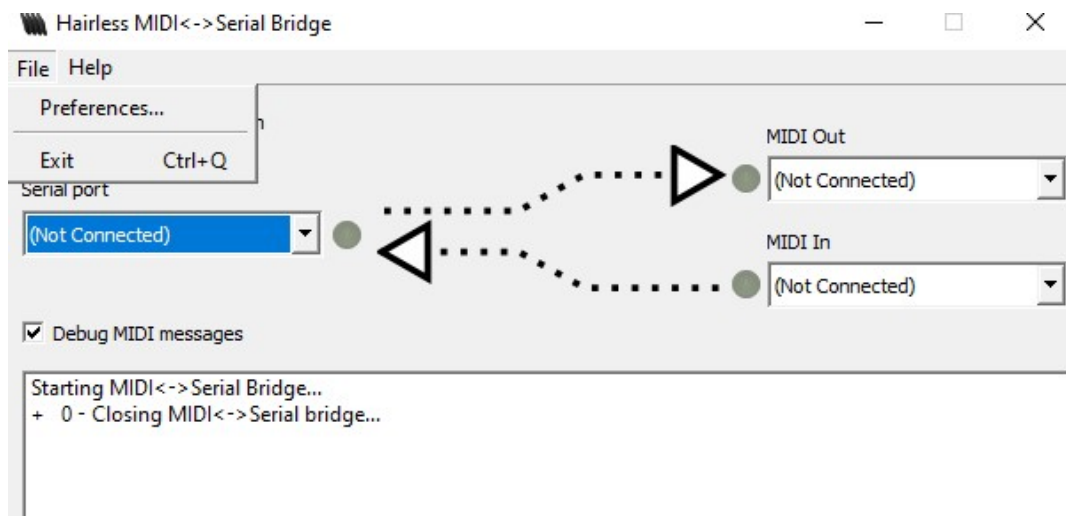 Hairless MIDI<->Serial Bridge
File Help
Preferences...
Exit Ctrl+Q
Serial port
(Not Connected)
MIDI Out
(Not Connected)
MIDI In
(Not Connected)
Debug MIDI messages
Starting MIDI<->Serial Bridge...
+ 0 - Closing MIDI<->Serial bridge...